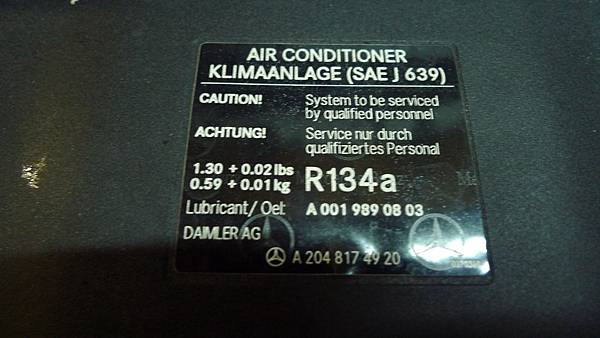 AIR CONDITIONER
KLIMAANLAGE (SAE J 639)
CAUTION! System to be serviced
by qualified personnel
ACHTUNG! Service nur durch
qualifiziertes Personal
1.30 + 0.02 lbs
0.59 + 0.01 kg R134a
Lubricant/ Oel: A 001 989 08 03
DAIMLER AG
A 204 817 49 20